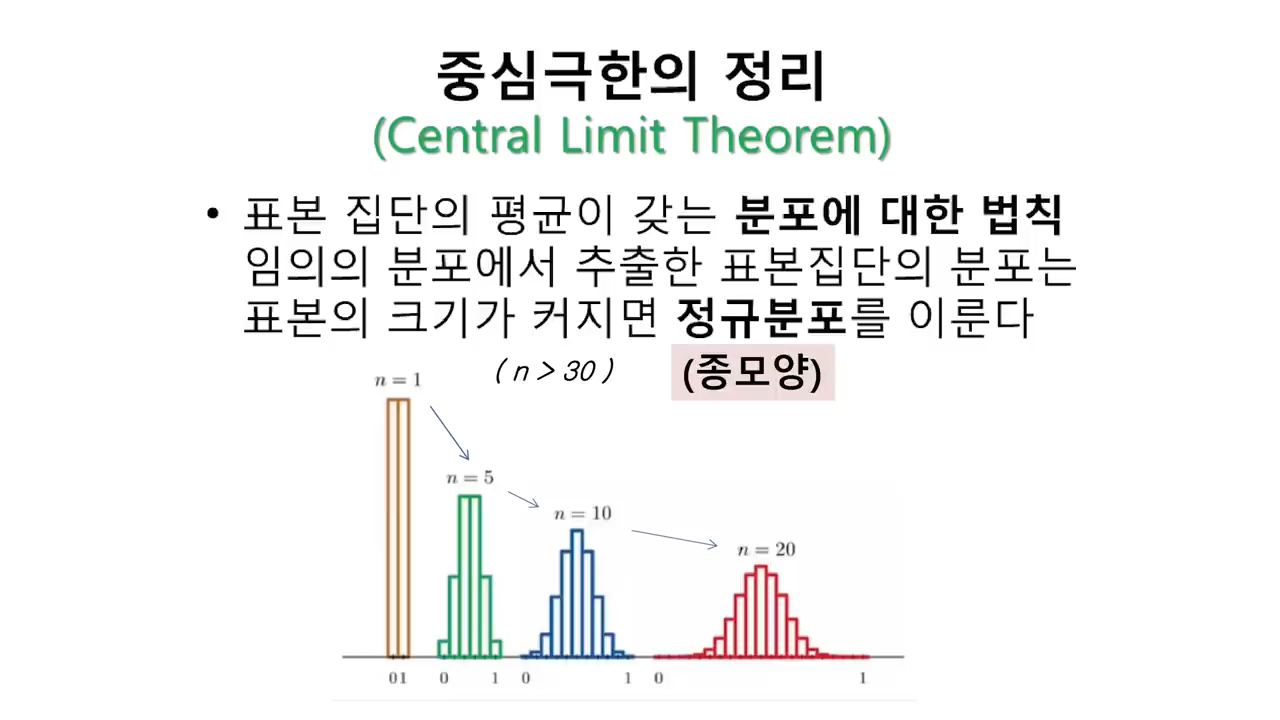 중심극한의 정리
(Central Limit Theorem)
• 표본 집단의 평균이 갖는 분포에 대한 법칙
임의의 분포에서 추출한 표본집단의 분포는
표본의 크기가 커지면 정규분포를 이룬다
( n > 30 ) (종모양)
n = 1
n = 5
n = 10
n = 20
01 0 1 0 1 0 1